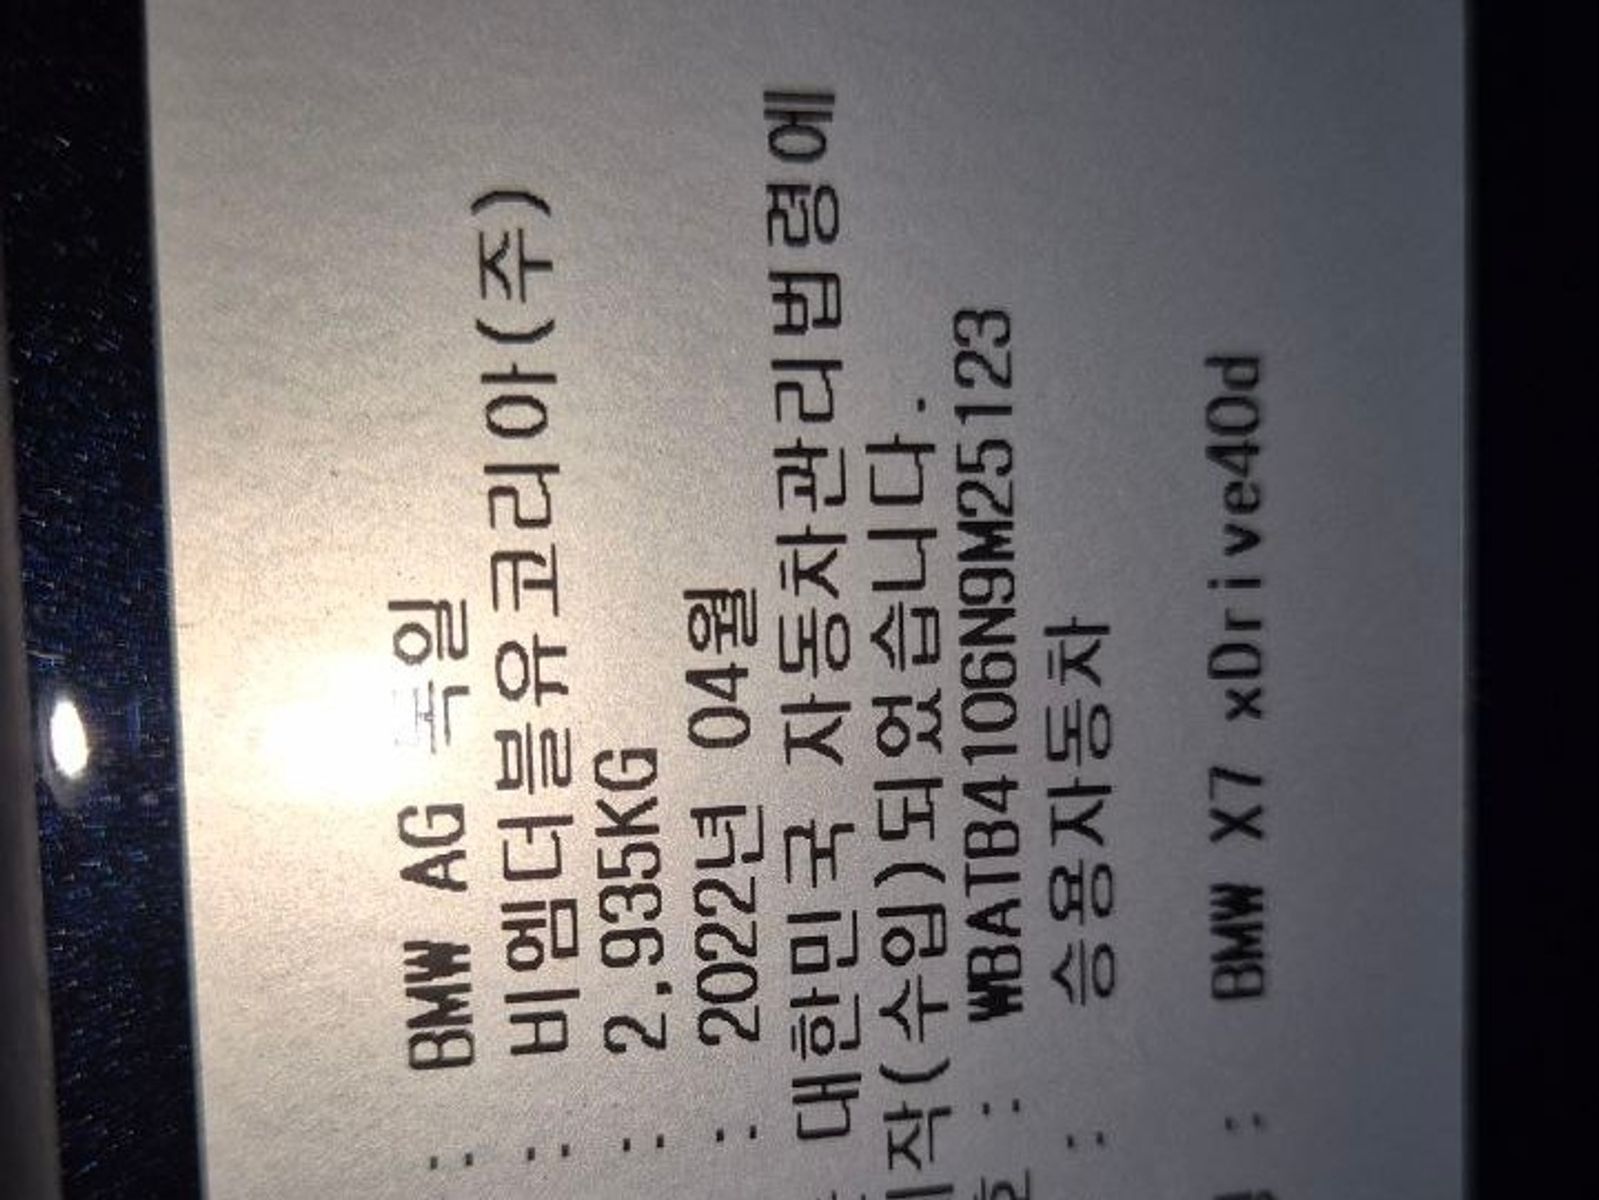 : BMW AG 독일
: 비엠더블유코리아(주)
: 2.935KG
: 2022년 04월
대한민국 자동차관리법령에
작(수입)되었습니다.
호 : WBATB4106N9M25123
: 승용자동차
: BMW X7 xDrive40d